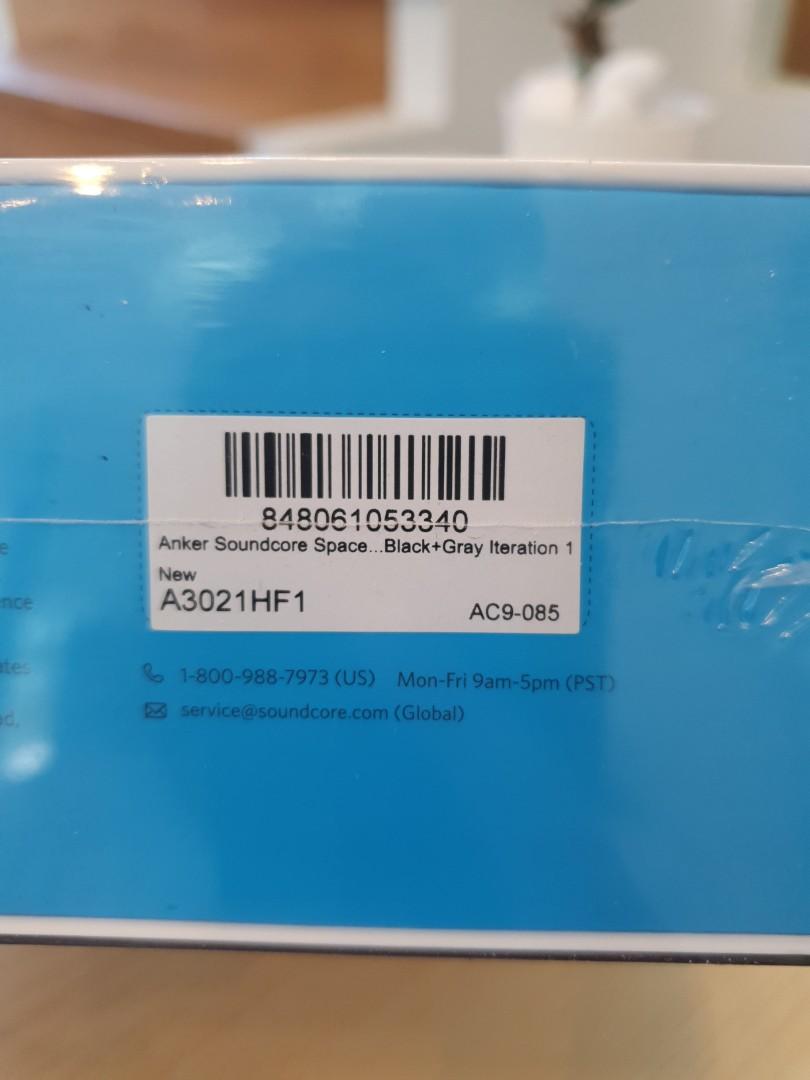 848061053340
Anker Soundcore Space...Black+Gray Iteration 1
New
A3021HF1
AC9-085
1-800-988-7973 (US) Mon-Fri 9am-5pm (PST)
service@soundcore.com (Global)